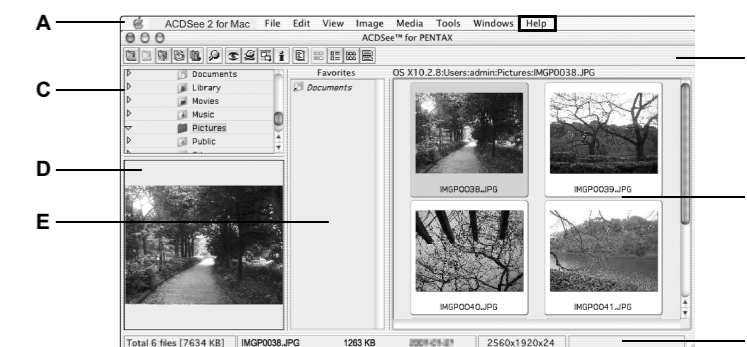 A
ACDSee 2 for Mac File Edit View Image Media Tools Windows Help
ACDSee™ for PENTAX
C
Documents
Library
Movies
Music
Pictures
Public
Favorites
Documents
OS X10.2.8:Users:admin:Pictures:IMGP0038.JPG
IMGP0038.JPG
IMGP0039.JPG
IMGP0040.JPG
IMGP0041.JPG
D
E
Total 6 files [7634 KB] IMGP0038.JPG 1263 KB 2560x1920x24